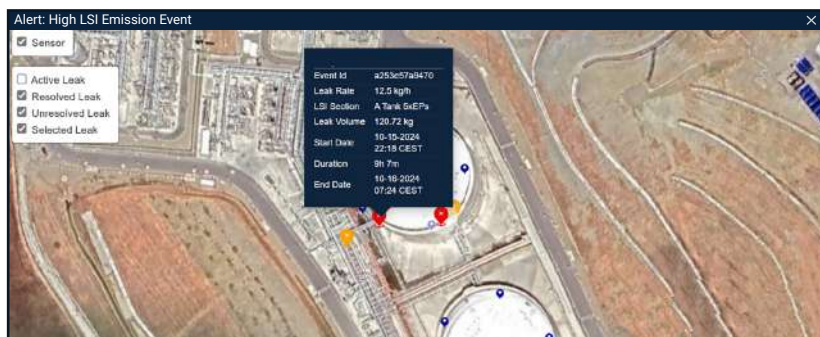 Alert: High LSI Emission Event
Sensor
Active Leak
Resolved Leak
Unresolved Leak
Selected Leak
Event Id a253e57a9470
Leak Rate 12.5 kg/h
LSI Section A Tank 5xEPs
Leak Volume 120.72 kg
Start Date 10-15-2024
22:18 CEST
Duration 9h 7m
End Date 10-16-2024
07:24 CEST